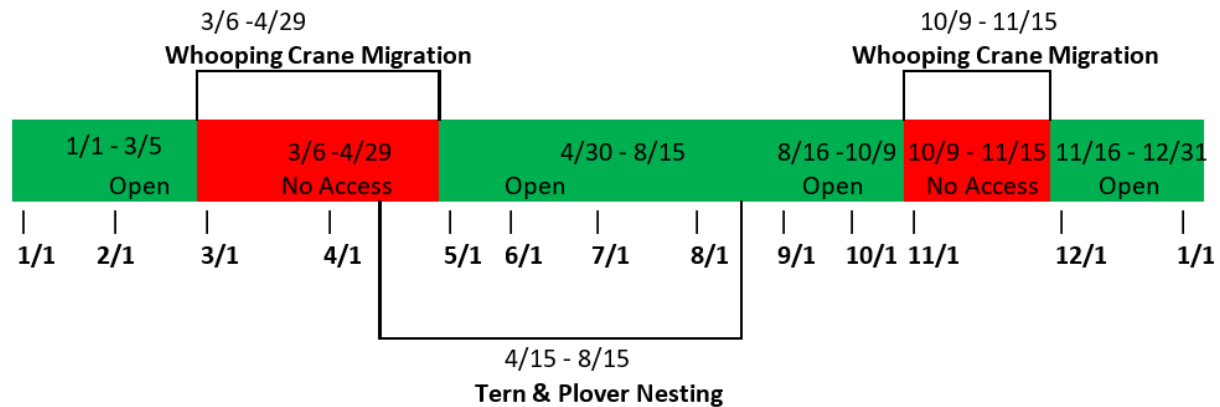 3/6 -4/29
Whooping Crane Migration
10/9 - 11/15
Whooping Crane Migration
1/1 - 3/5
Open
3/6 -4/29
No Access
4/30 - 8/15
Open
8/16 -10/9
Open
10/9 - 11/15
No Access
11/16 - 12/31
Open
1/1 2/1 3/1 4/1 5/1 6/1 7/1 8/1 9/1 10/1 11/1 12/1 1/1
4/15 - 8/15
Tern & Plover Nesting